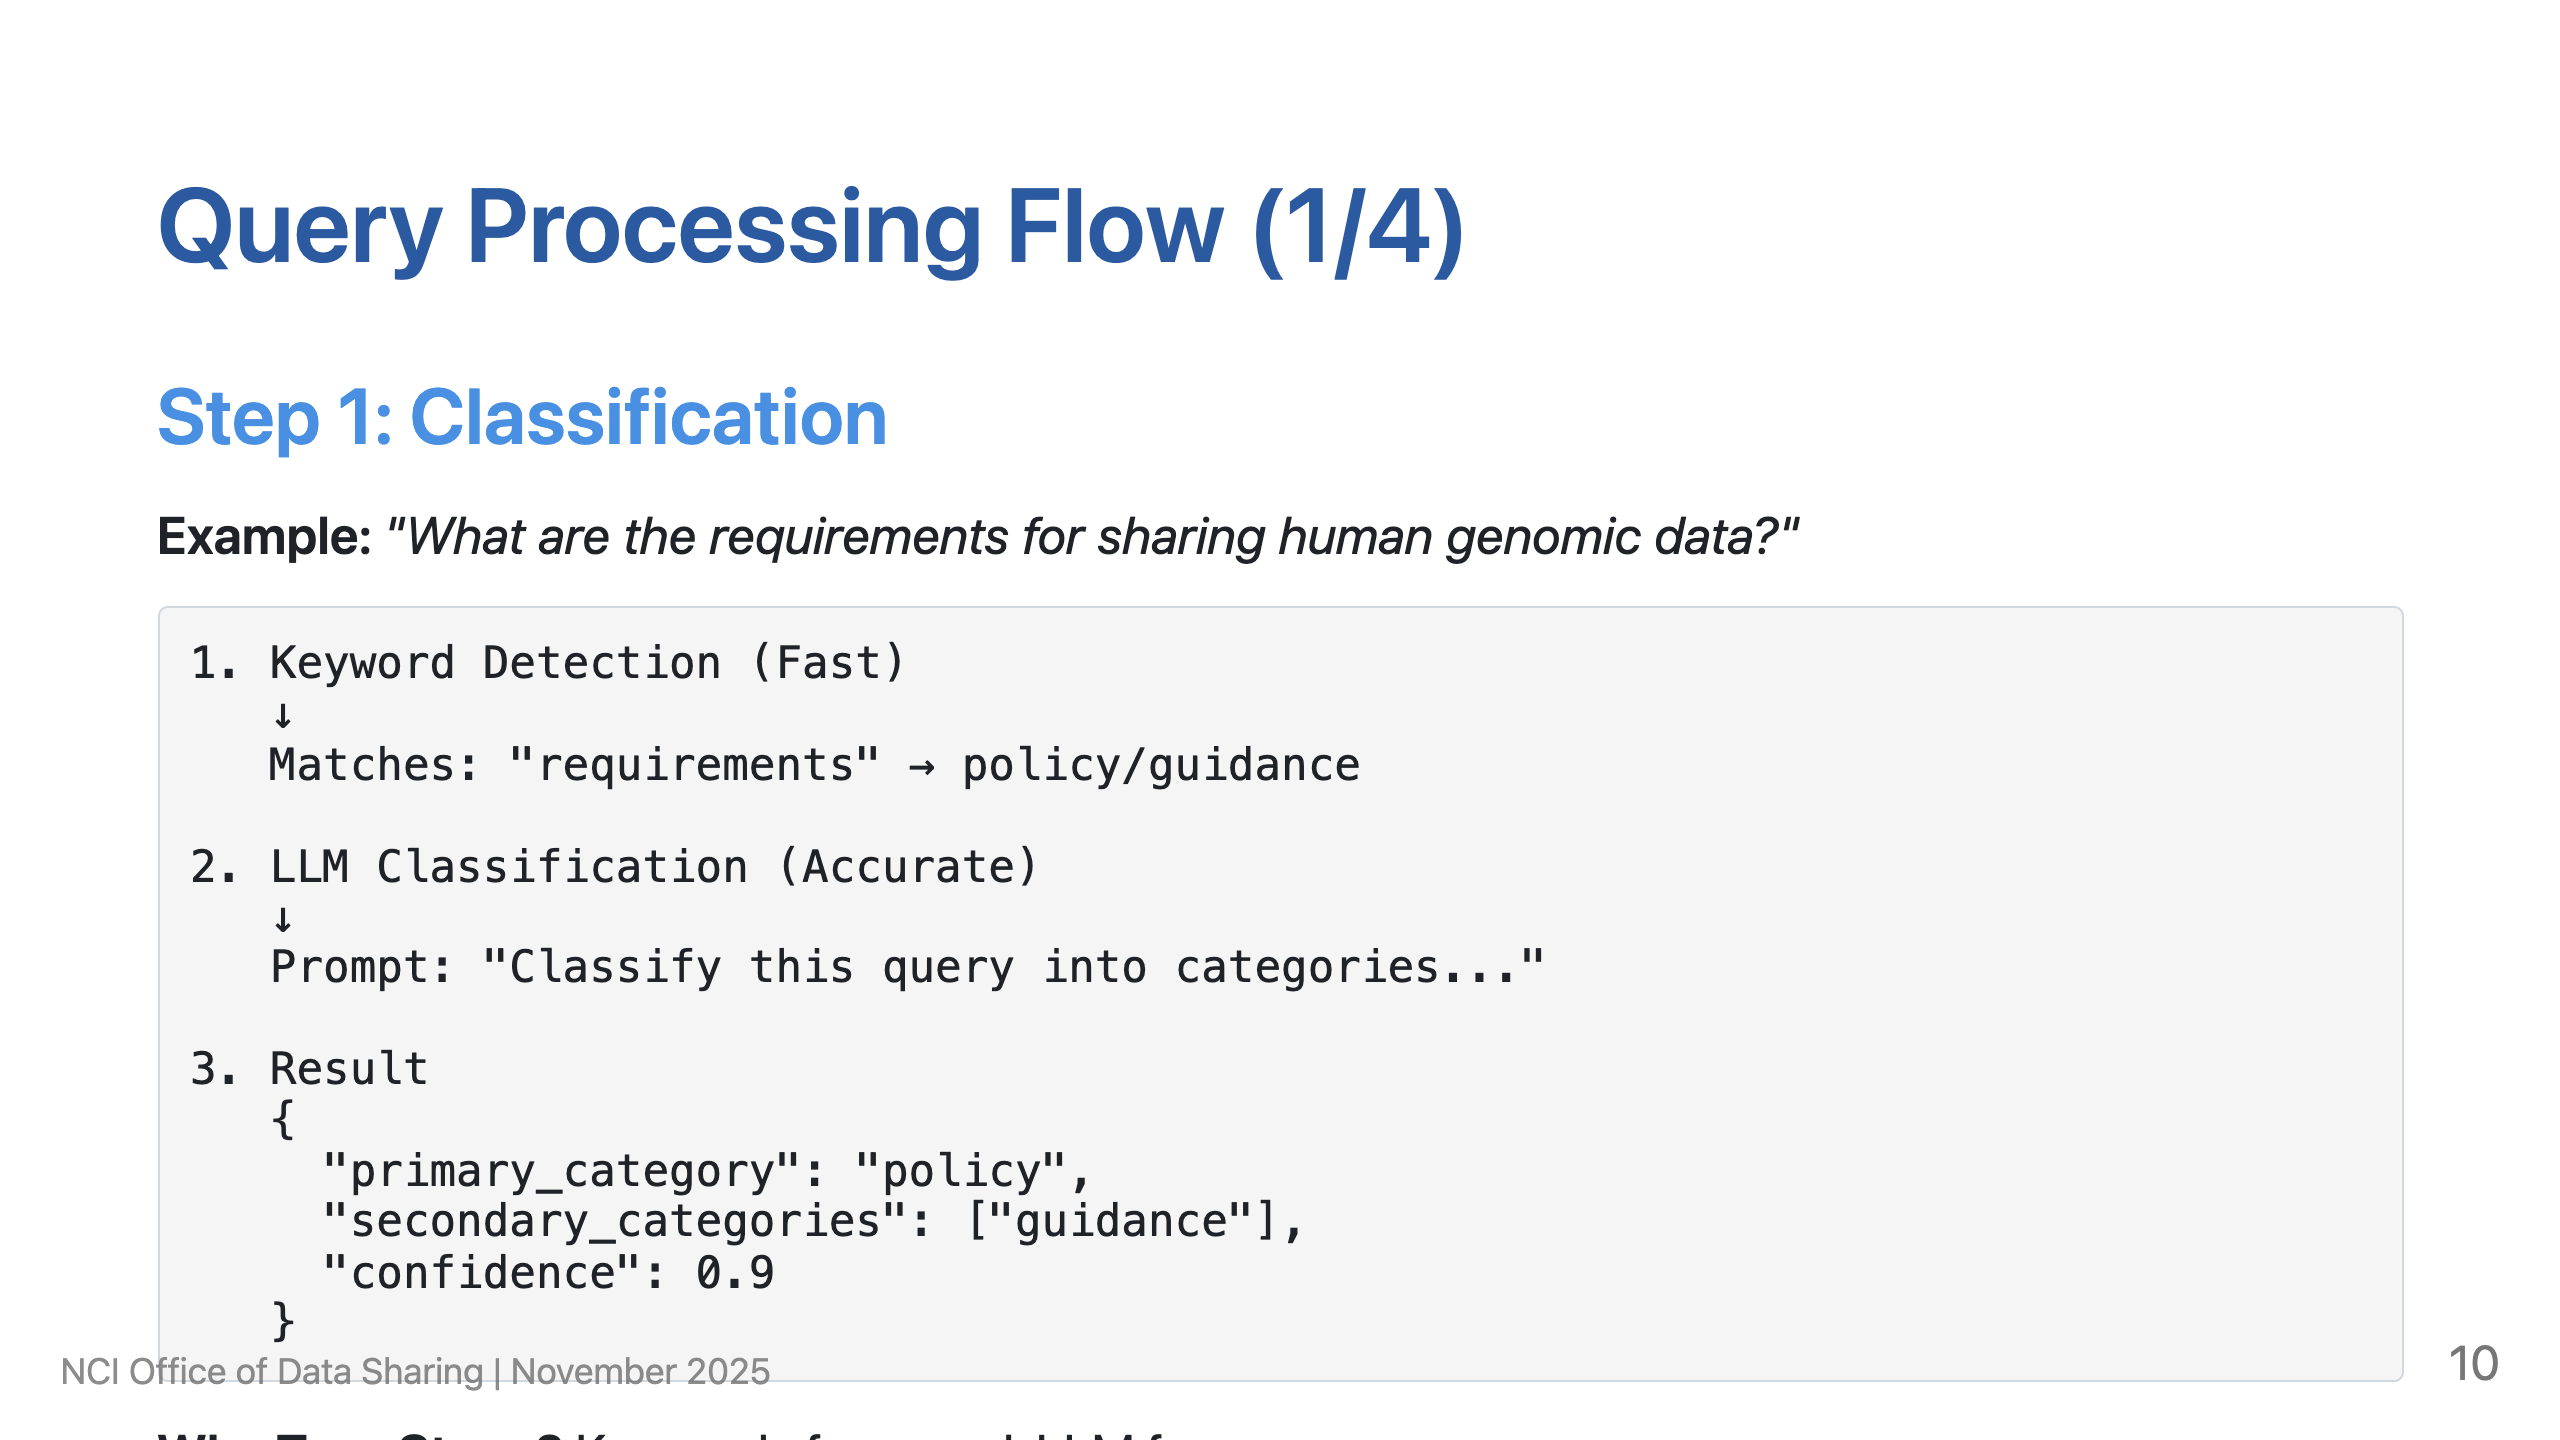 Query Processing Flow (1/4)
Step 1: Classification
Example: "What are the requirements for sharing human genomic data?"
1. Keyword Detection (Fast)
↓
Matches: "requirements" → policy/guidance
2. LLM Classification (Accurate)
↓
Prompt: "Classify this query into categories..."
3. Result
{
"primary_category": "policy",
"secondary_categories": ["guidance"],
"confidence": 0.9
}
NCI Office of Data Sharing | November 2025
10